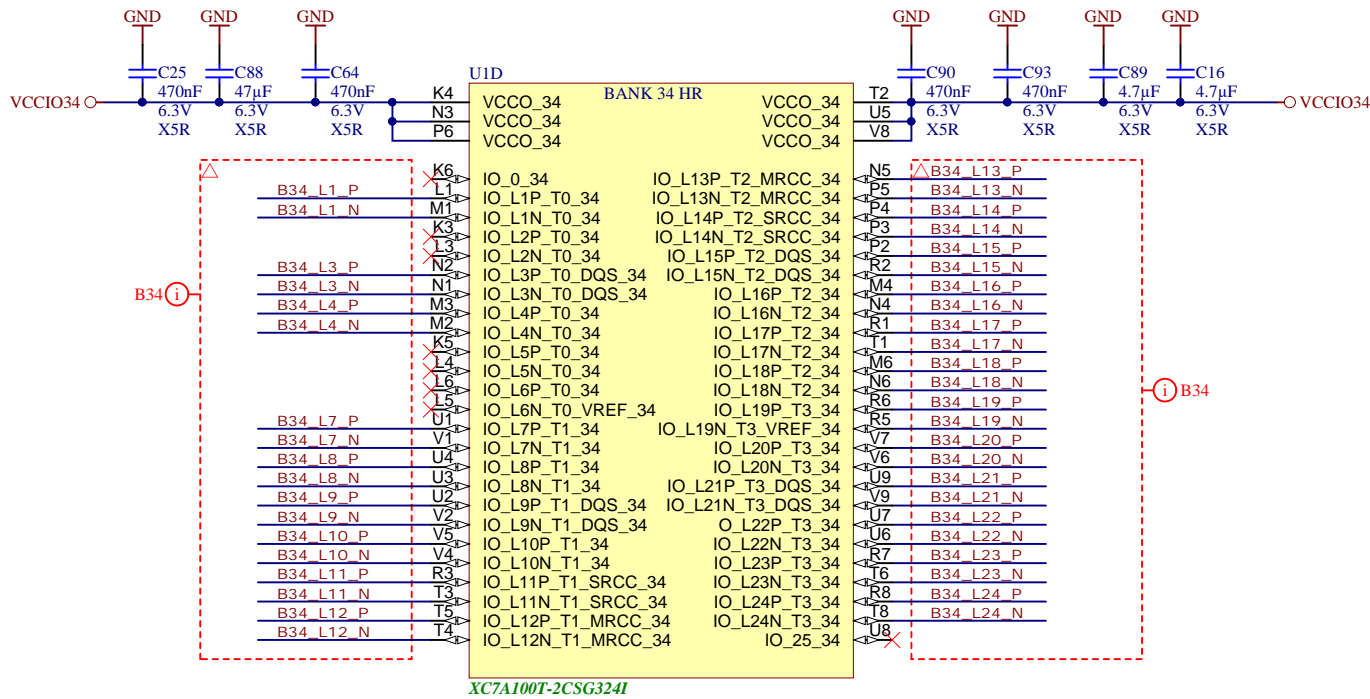 GND GND GND GND GND GND GND
C25 C88 C64 U1D C90 C93 C89 C16
470nF 47µF 470nF 470nF 470nF 4.7µF 4.7µF
VCCIO34 6.3V 6.3V 6.3V K4 VCCO_34 BANK 34 HR VCCO_34 T2 6.3V 6.3V 6.3V 6.3V VCCIO34
X5R X5R X5R N3 VCCO_34 VCCO_34 U5 X5R X5R X5R X5R
P6 VCCO_34 VCCO_34 V8
K6 IO_0_34 IO_L13P_T2_MRCC_34 N5 B34_L13_P
B34_L1_P L1 IO_L1P_T0_34 IO_L13N_T2_MRCC_34 P5 B34_L13_N
B34_L1_N M1 IO_L1N_T0_34 IO_L14P_T2_SRCC_34 P4 B34_L14_P
K3 IO_L2P_T0_34 IO_L14N_T2_SRCC_34 P3 B34_L14_N
L3 IO_L2N_T0_34 IO_L15P_T2_DQS_34 P2 B34_L15_P
B34_L3_P N2 IO_L3P_T0_DQS_34 IO_L15N_T2_DQS_34 R2 B34_L15_N
B34 i B34_L3_N N1 IO_L3N_T0_DQS_34 IO_L16P_T2_34 M4 B34_L16_P
B34_L4_P M3 IO_L4P_T0_34 IO_L16N_T2_34 N4 B34_L16_N
B34_L4_N M2 IO_L4N_T0_34 IO_L17P_T2_34 R1 B34_L17_P
K5 IO_L5P_T0_34 IO_L17N_T2_34 T1 B34_L17_N
L4 IO_L5N_T0_34 IO_L18P_T2_34 M6 B34_L18_P
L6 IO_L6P_T0_34 IO_L18N_T2_34 N6 B34_L18_N i B34
L5 IO_L6N_T0_VREF_34 IO_L19P_T3_34 R6 B34_L19_P
B34_L7_P U1 IO_L7P_T1_34 IO_L19N_T3_VREF_34 R5 B34_L19_N
B34_L7_N V1 IO_L7N_T1_34 IO_L20P_T3_34 V7 B34_L20_P
B34_L8_P U4 IO_L8P_T1_34 IO_L20N_T3_34 V6 B34_L20_N
B34_L8_N U3 IO_L8N_T1_34 IO_L21P_T3_DQS_34 U9 B34_L21_P
B34_L9_P U2 IO_L9P_T1_DQS_34 IO_L21N_T3_DQS_34 V9 B34_L21_N
B34_L9_N V2 IO_L9N_T1_DQS_34 O_L22P_T3_34 U7 B34_L22_P
B34_L10_P V5 IO_L10P_T1_34 IO_L22N_T3_34 U6 B34_L22_N
B34_L10_N V4 IO_L10N_T1_34 IO_L23P_T3_34 R7 B34_L23_P
B34_L11_P R3 IO_L11P_T1_SRCC_34 IO_L23N_T3_34 T6 B34_L23_N
B34_L11_N T3 IO_L11N_T1_SRCC_34 IO_L24P_T3_34 R8 B34_L24_P
B34_L12_P T5 IO_L12P_T1_MRCC_34 IO_L24N_T3_34 T8 B34_L24_N
B34_L12_N T4 IO_L12N_T1_MRCC_34 IO_25_34 U8
XC7A100T-2CSG324I